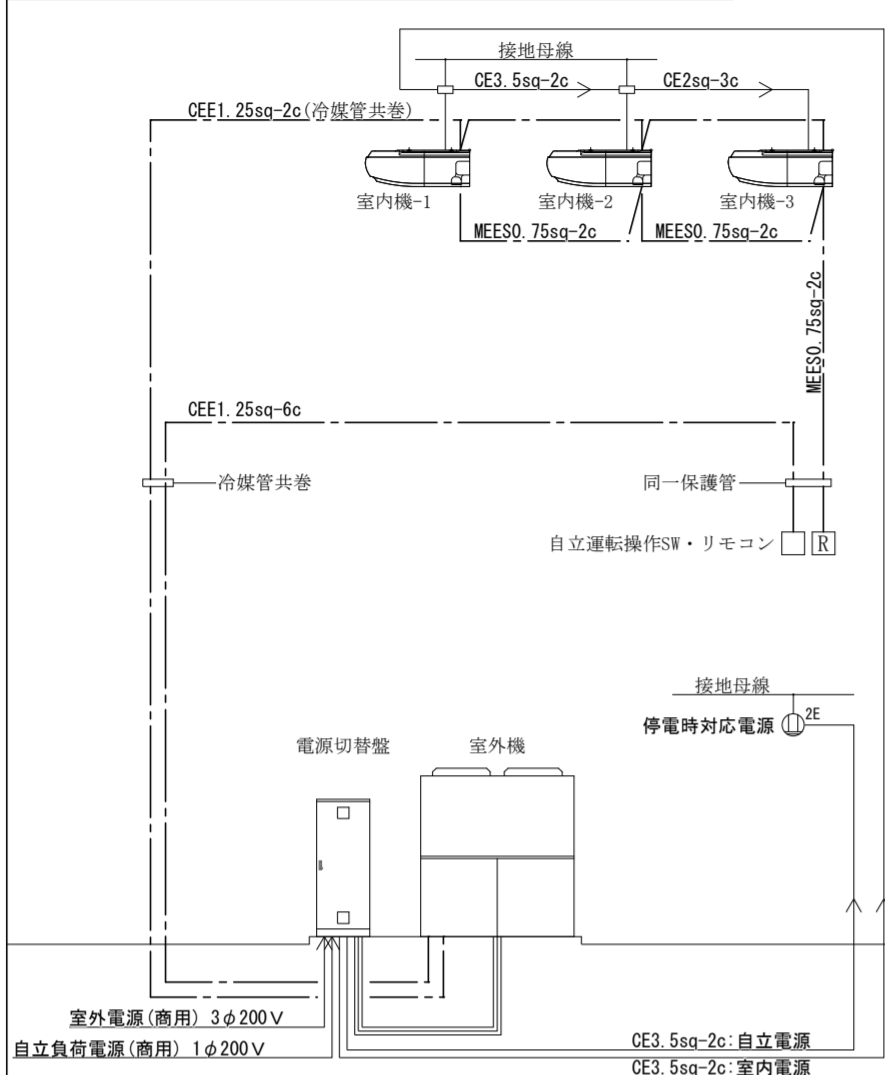 接地母線
CE3.5sq-2c
CE2sq-3c
CEE1.25sq-2c(冷媒管共巻)
室内機-1
室内機-2
室内機-3
MEES0.75sq-2c
MEES0.75sq-2c
MEES0.75sq-2c
CEE1.25sq-6c
冷媒管共巻
同一保護管
自立運転操作SW・リモコン
R
接地母線
停電時対応電源
2E
電源切替盤
室外機
室外電源(商用) 3φ200V
自立負荷電源(商用) 1φ200V
CE3.5sq-2c:自立電源
CE3.5sq-2c:室内電源